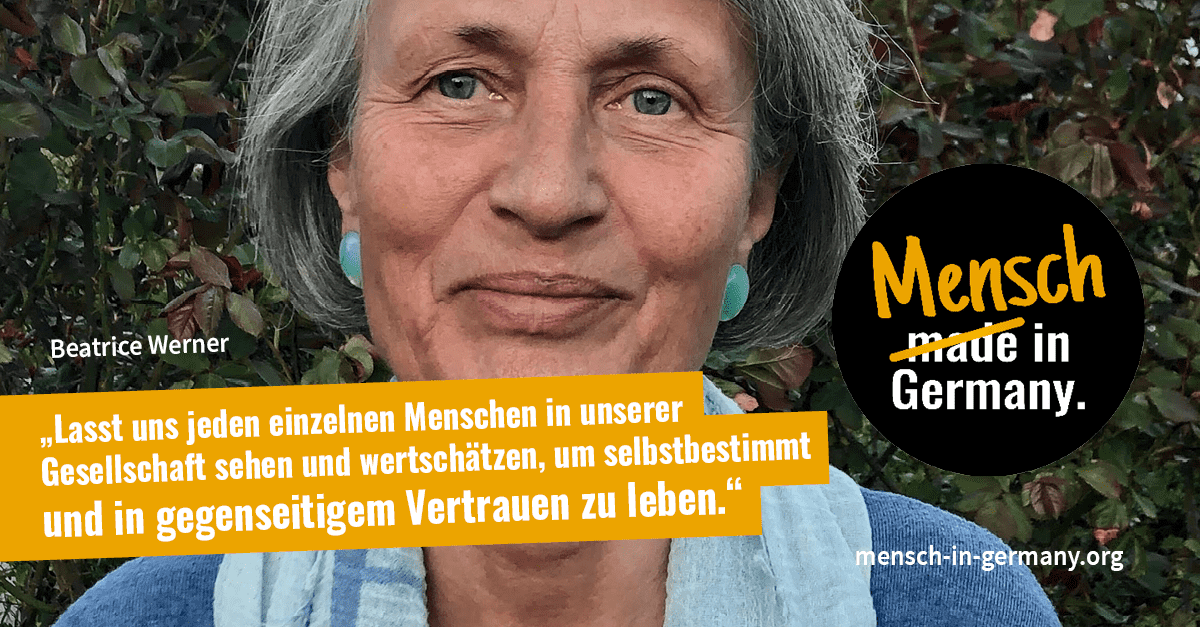 Beatrice Werner
„Lasst uns jeden einzelnen Menschen in unserer
Gesellschaft sehen und wertschätzen, um selbstbestimmt
und in gegenseitigem Vertrauen zu leben.“
Mensch
made in
Germany.
mensch-in-germany.org